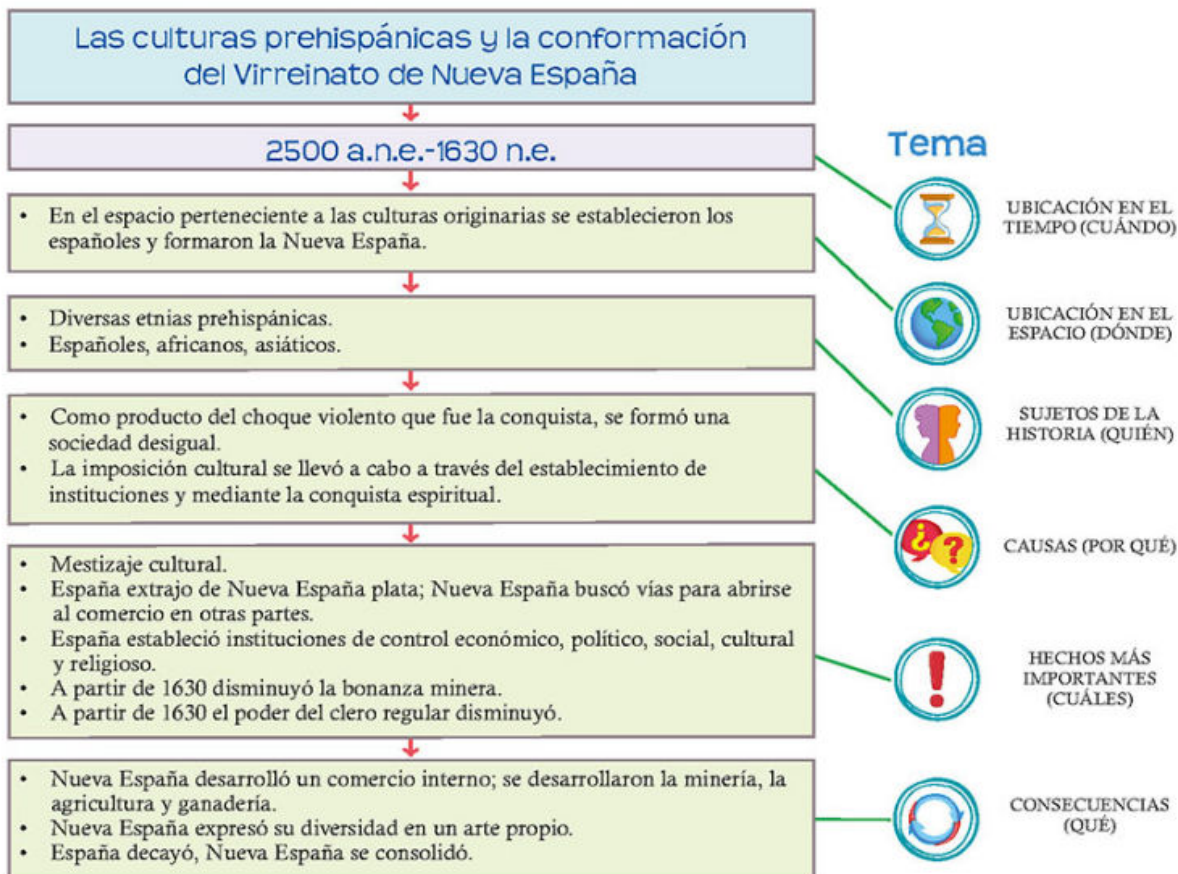 Las culturas prehispánicas y la conformación
del Virreinato de Nueva España
2500 a.n.e.-1630 n.e.
• En el espacio perteneciente a las culturas originarias se establecieron los
españoles y formaron la Nueva España.
• Diversas etnias prehispánicas.
• Españoles, africanos, asiáticos.
• Como producto del choque violento que fue la conquista, se formó una
sociedad desigual.
• La imposición cultural se llevó a cabo a través del establecimiento de
instituciones y mediante la conquista espiritual.
• Mestizaje cultural.
• España extrajo de Nueva España plata; Nueva España buscó vías para abrirse
al comercio en otras partes.
• España estableció instituciones de control económico, político, social, cultural
y religioso.
• A partir de 1630 disminuyó la bonanza minera.
• A partir de 1630 el poder del clero regular disminuyó.
• Nueva España desarrolló un comercio interno; se desarrollaron la minería, la
agricultura y ganadería.
• Nueva España expresó su diversidad en un arte propio.
• España decayó, Nueva España se consolidó.
Tema
UBICACIÓN EN EL
TIEMPO (CUÁNDO)
UBICACIÓN EN EL
ESPACIO (DÓNDE)
SUJETOS DE LA
HISTORIA (QUIÉN)
¿ ?
CAUSAS (POR QUÉ)
!
HECHOS MÁS
IMPORTANTES
(CUÁLES)
CONSECUENCIAS
(QUÉ)